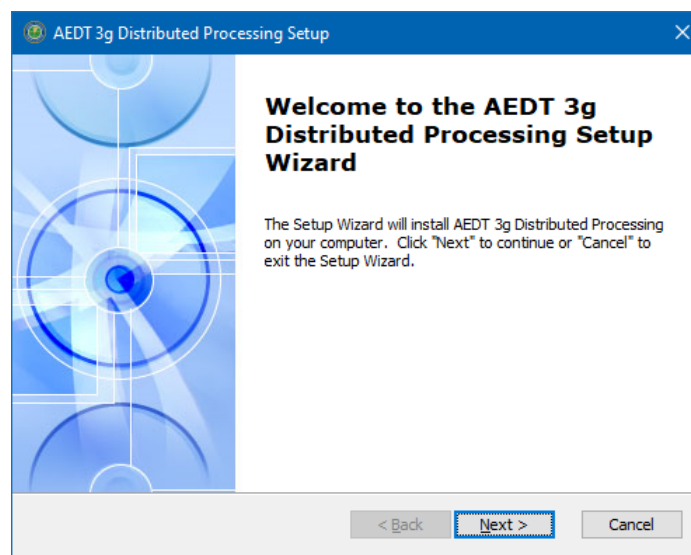 AEDT 3g Distributed Processing Setup
Welcome to the AEDT 3g
Distributed Processing Setup
Wizard
The Setup Wizard will install AEDT 3g Distributed Processing
on your computer.  Click "Next" to continue or "Cancel" to
exit the Setup Wizard.
< Back  Next >  Cancel